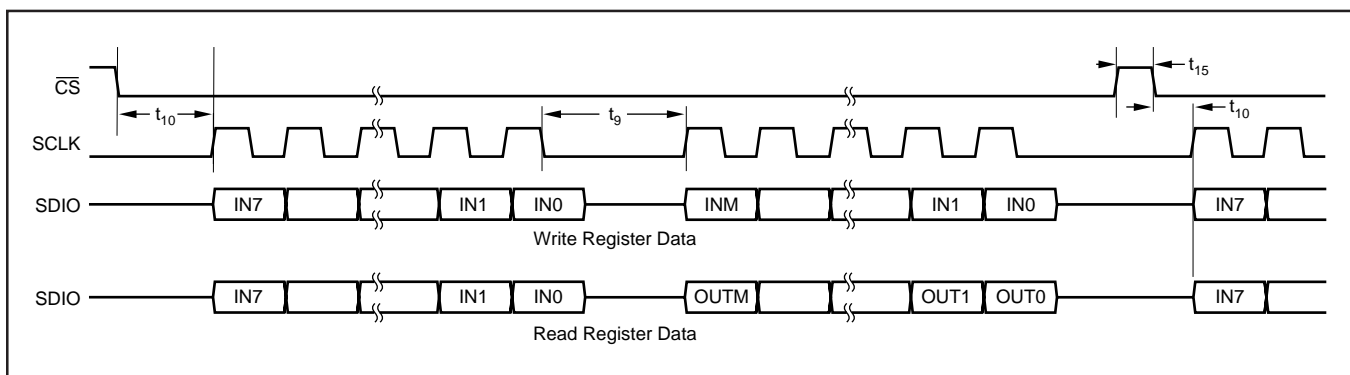 CS t15
t10 t9 t10
SCLK
SDIO IN7 IN1 IN0 INM IN1 IN0 IN7
Write Register Data
SDIO IN7 IN1 IN0 OUTM OUT1 OUT0 IN7
Read Register Data